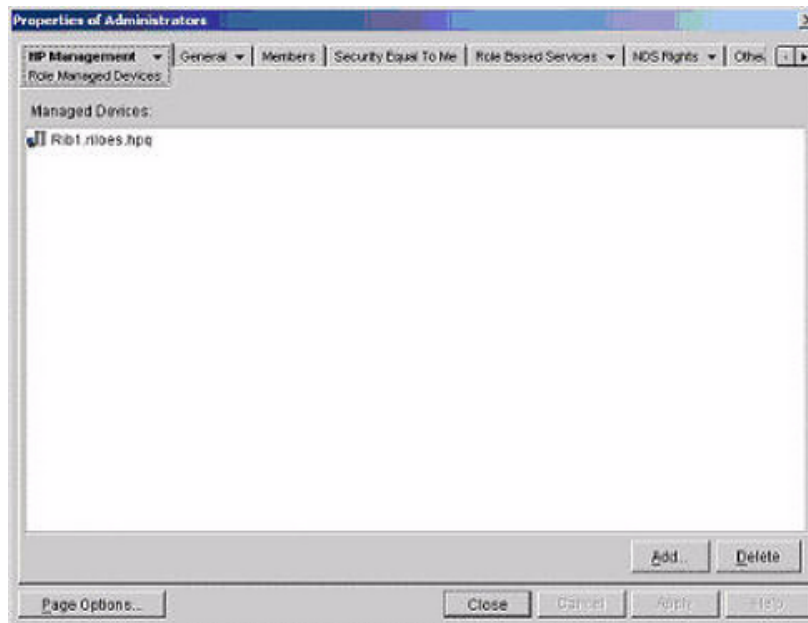 Properties of Administrators
HP Management General Members Security Equal To Me Role Based Services NDS Rights Othe
Role Managed Devices
Managed Devices:
Rib1.riloes.hpq
Add... Delete
Page Options... Close Cancel Apply Help